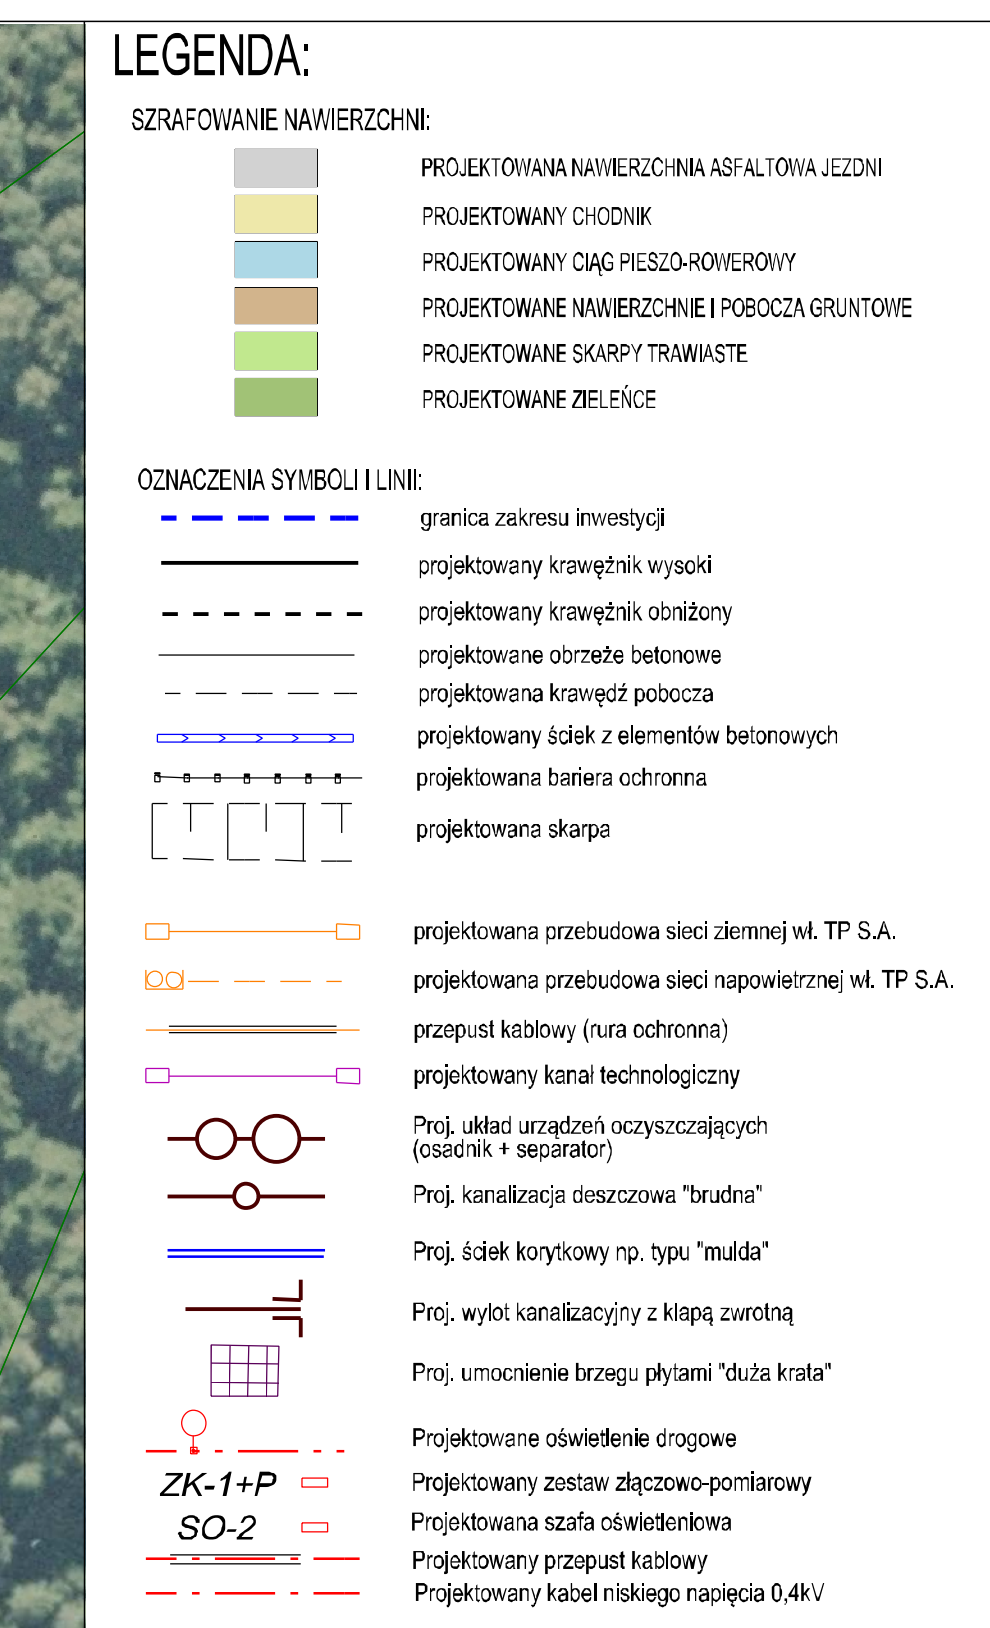 LEGENDA:
SZRAFOWANIE NAWIERZCHNI:
PROJEKTOWANA NAWIERZCHNIA ASFALTOWA JEZDNI
PROJEKTOWANY CHODNIK
PROJEKTOWANY CIĄG PIESZO-ROWEROWY
PROJEKTOWANE NAWIERZCHNIE I POBOCZA GRUNTOWE
PROJEKTOWANE SKARPY TRAWIASTE
PROJEKTOWANE ZIELEŃCE
OZNACZENIA SYMBOLI I LINII:
granica zakresu inwestycji
projektowany krawężnik wysoki
projektowany krawężnik obniżony
projektowane obrzeże betonowe
projektowana krawędź pobocza
projektowany ściek z elementów betonowych
projektowana bariera ochronna
projektowana skarpa
projektowana przebudowa sieci ziemnej wł. TP S.A.
projektowana przebudowa sieci napowietrznej wł. TP S.A.
przepust kablowy (rura ochronna)
projektowany kanał technologiczny
Proj. układ urządzeń oczyszczających
(osadnik + separator)
Proj. kanalizacja deszczowa "brudna"
Proj. ściek korytkowy np. typu "mulda"
Proj. wylot kanalizacyjny z klapą zwrotną
Proj. umocnienie brzegu płytami "duża krata"
Projektowane oświetlenie drogowe
ZK-1+P Projektowany zestaw złączowo-pomiarowy
SO-2 Projektowana szafa oświetleniowa
Projektowany przepust kablowy
Projektowany kabel niskiego napięcia 0,4kV